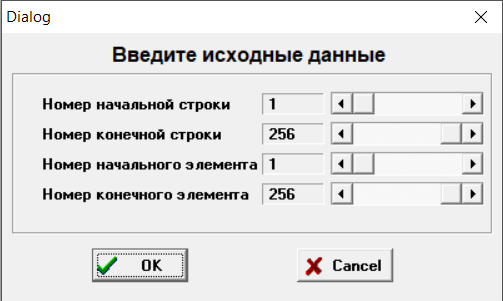 Dialog
Введите исходные данные
Номер начальной строки 1
Номер конечной строки 256
Номер начального элемента 1
Номер конечного элемента 256
OK Cancel